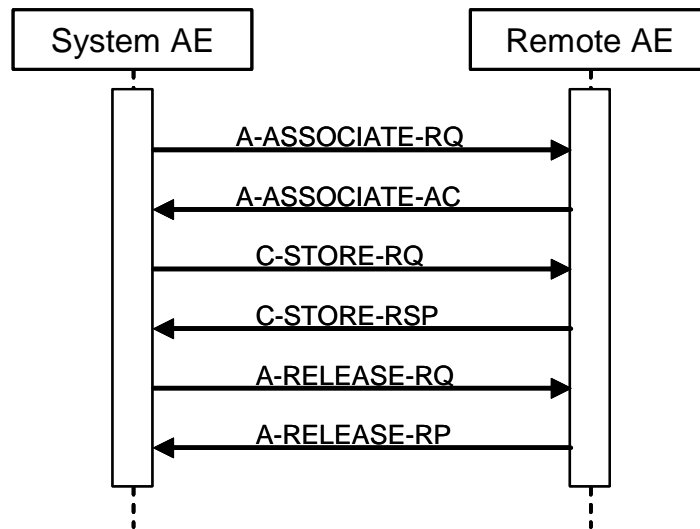 System AE
Remote AE
A-ASSOCIATE-RQ
A-ASSOCIATE-AC
C-STORE-RQ
C-STORE-RSP
A-RELEASE-RQ
A-RELEASE-RP